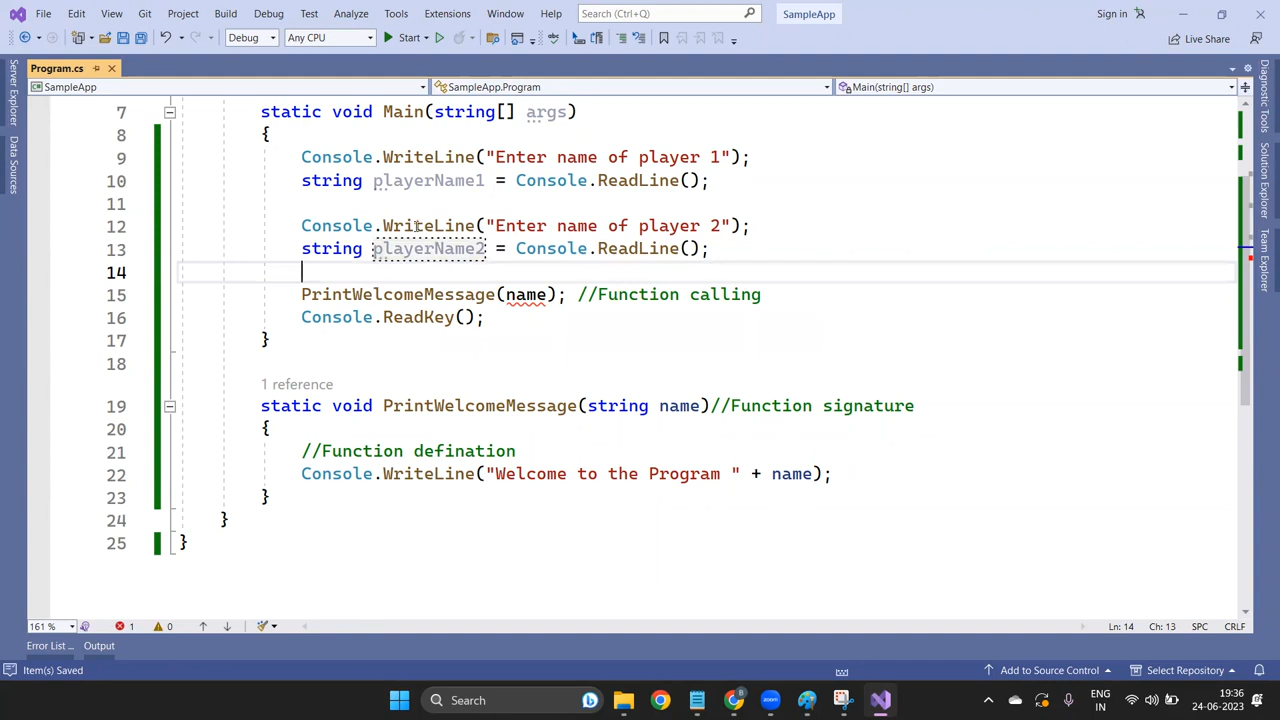 File Edit View Git Project Build Debug Test Analyze Tools Extensions Window Help Search (Ctrl+Q) SampleApp Sign in
Debug Any CPU Start Live Share
Program.cs
SampleApp SampleApp.Program Main(string[] args)
Server Explorer
Data Sources
Diagnostic Tools
Solution Explorer
Team Explorer
7 static void Main(string[] args)
8 {
9 Console.WriteLine("Enter name of player 1");
10 string playerName1 = Console.ReadLine();
11
12 Console.WriteLine("Enter name of player 2");
13 string playerName2 = Console.ReadLine();
14
15 PrintWelcomeMessage(name); //Function calling
16 Console.ReadKey();
17 }
18
1 reference
19 static void PrintWelcomeMessage(string name)//Function signature
20 {
21 //Function defination
22 Console.WriteLine("Welcome to the Program " + name);
23 }
24 }
25 }
161 % 1 0 Ln: 14 Ch: 13 SPC CRLF
Error List ... Output
Item(s) Saved Add to Source Control Select Repository
Search ENG 19:36
IN 24-06-2023